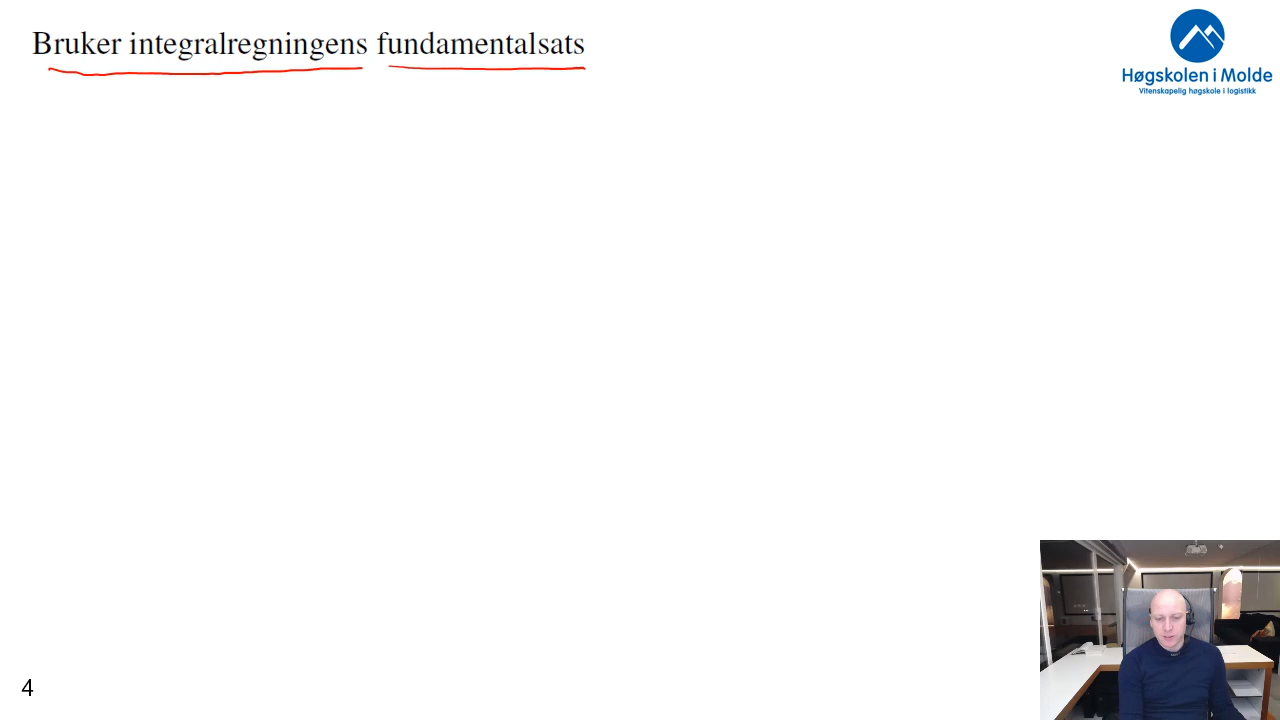 Bruker integralregningens fundamentalsats
Høgskolen i Molde
Vitenskapelig høgskole i logistikk
4